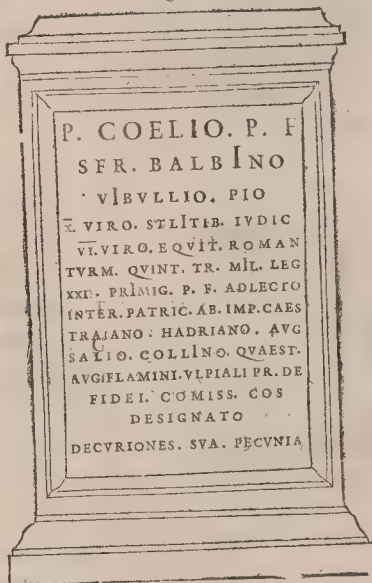 P. COELIO. P. F
SFR. BALBINO
VIBVLLIO. PIO
X. VIRO. STLITIB. IVDIC
VI. VIRO. EQVIT. ROMAN
TVRM. QVINT. TR. MIL. LEG
XXII. PRIMIG. P. F. ADLECTO
INTER. PATRIC. AB. IMP. CAES
TRAIANO. HADRIANO. AVG
SALIO. COLLINO. QVAEST.
AVG. FLAMINI. VLPIALI PR. DE
FIDEI. COMISS. COS
DESIGNATO
DECVRIONES. SVA. PECVNIA